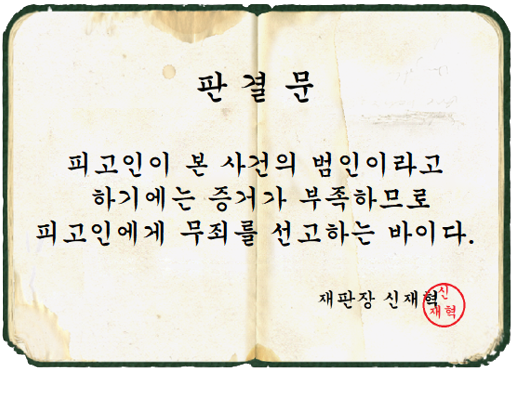 판결문
피고인이 본 사건의 범인이라고
하기에는 증거가 부족하므로
피고인에게 무죄를 선고하는 바이다.
재판장 신재혁
신
재혁